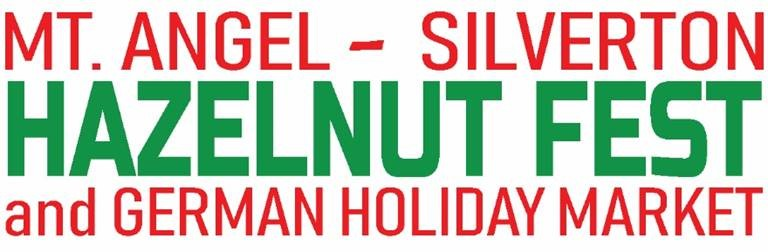 MT. ANGEL - SILVERTON
HAZELNUT FEST
and GERMAN HOLIDAY MARKET